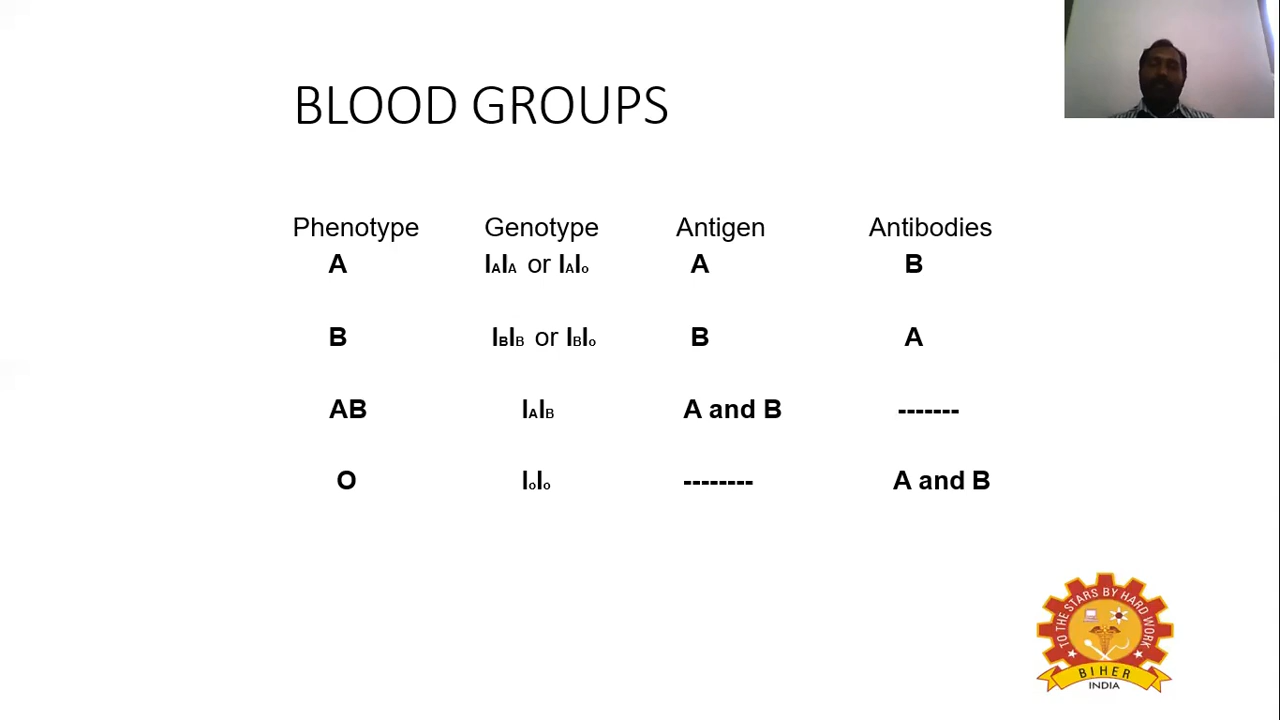 BLOOD GROUPS
Phenotype Genotype Antigen Antibodies
A IAIA or IAIo A B
B IBIB or IBIo B A
AB IAIB A and B -------
O IoIo -------- A and B
TO THE STARS BY HARD WORK
BIHER
INDIA